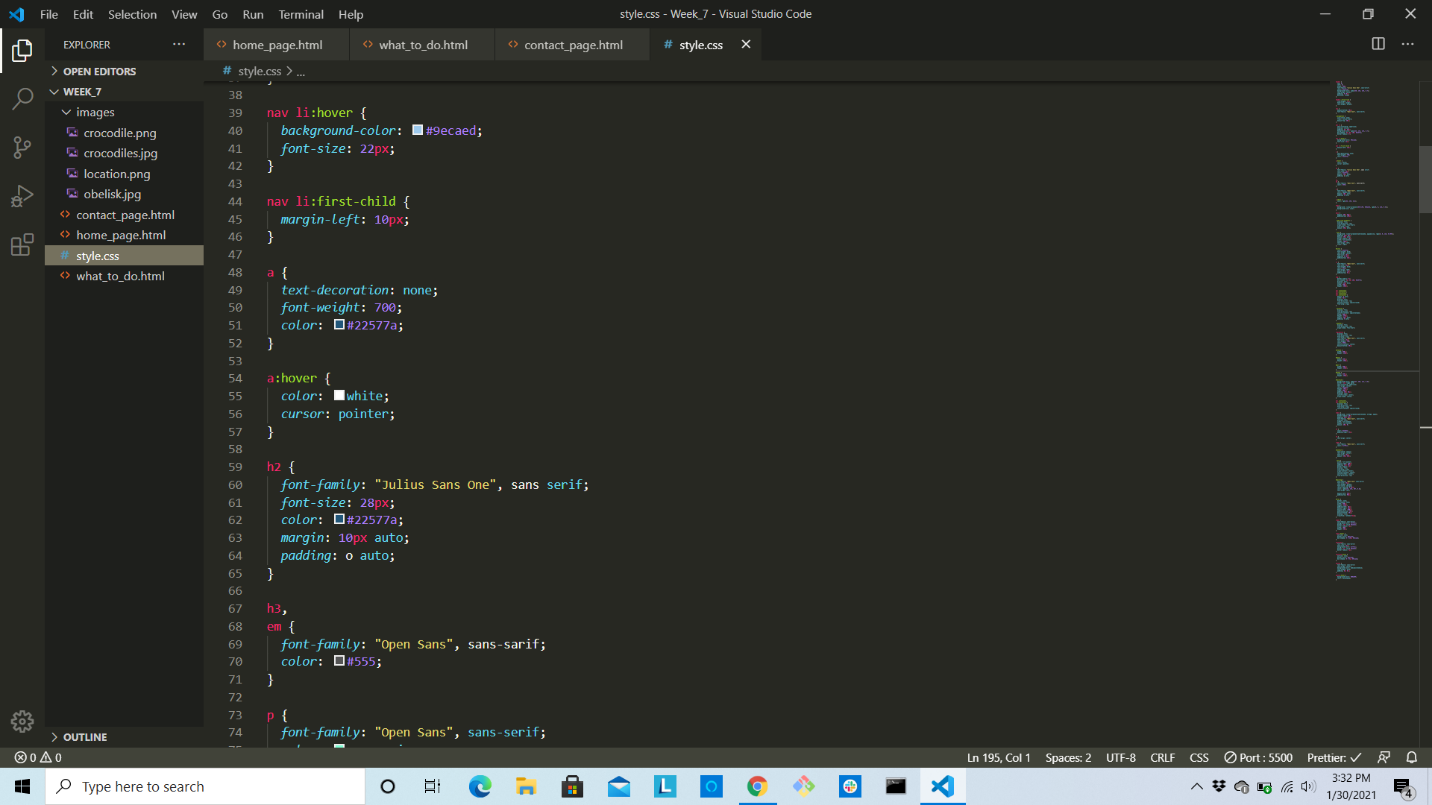 File Edit Selection View Go Run Terminal Help style.css - Week_7 - Visual Studio Code
EXPLORER
home_page.html what_to_do.html contact_page.html # style.css
OPEN EDITORS
# style.css > ...
WEEK_7
images
crocodile.png
crocodiles.jpg
location.png
obelisk.jpg
contact_page.html
home_page.html
# style.css
what_to_do.html
OUTLINE
38
39 nav li:hover {
40 background-color: #9ecaed;
41 font-size: 22px;
42 }
43
44 nav li:first-child {
45 margin-left: 10px;
46 }
47
48 a {
49 text-decoration: none;
50 font-weight: 700;
51 color: #22577a;
52 }
53
54 a:hover {
55 color: white;
56 cursor: pointer;
57 }
58
59 h2 {
60 font-family: "Julius Sans One", sans serif;
61 font-size: 28px;
62 color: #22577a;
63 margin: 10px auto;
64 padding: o auto;
65 }
66
67 h3,
68 em {
69 font-family: "Open Sans", sans-sarif;
70 color: #555;
71 }
72
73 p {
74 font-family: "Open Sans", sans-serif;
0 0 Ln 195, Col 1 Spaces: 2 UTF-8 CRLF CSS Port : 5500 Prettier: ✓
Type here to search
3:32 PM
1/30/2021
4